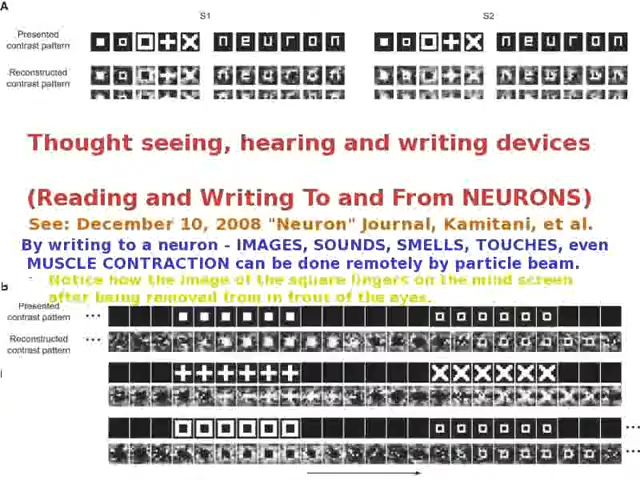 A
S1 S2
Presented
contrast pattern
neuron neuron
Reconstructed
contrast pattern
neuron neuron
Thought seeing, hearing and writing devices
(Reading and Writing To and From NEURONS)
See: December 10, 2008 "Neuron" Journal, Kamitani, et al.
By writing to a neuron - IMAGES, SOUNDS, SMELLS, TOUCHES, even
MUSCLE CONTRACTION can be done remotely by particle beam.
Notice how the image of the square lingers on the mind screen
after being removed from in front of the eyes.
Presented
contrast pattern
Reconstructed
contrast pattern